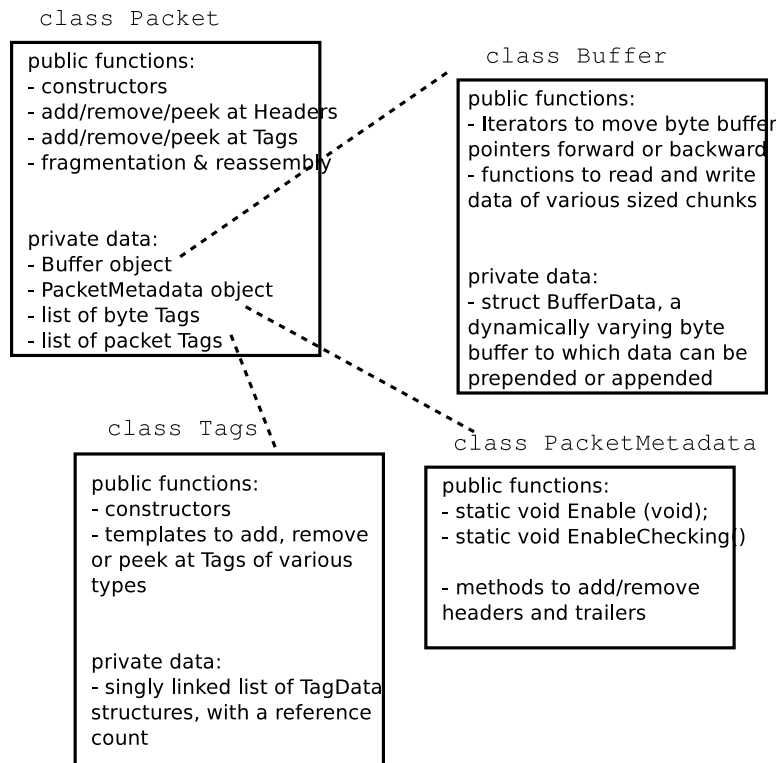 class Packet
public functions:
- constructors
- add/remove/peek at Headers
- add/remove/peek at Tags
- fragmentation & reassembly
private data:
- Buffer object
- PacketMetadata object
- list of byte Tags
- list of packet Tags
class Buffer
public functions:
- Iterators to move byte buffer
pointers forward or backward
- functions to read and write
data of various sized chunks
private data:
- struct BufferData, a
dynamically varying byte
buffer to which data can be
prepended or appended
class Tags
public functions:
- constructors
- templates to add, remove
or peek at Tags of various
types
private data:
- singly linked list of TagData
structures, with a reference
count
class PacketMetadata
public functions:
- static void Enable (void);
- static void EnableChecking()
- methods to add/remove
headers and trailers